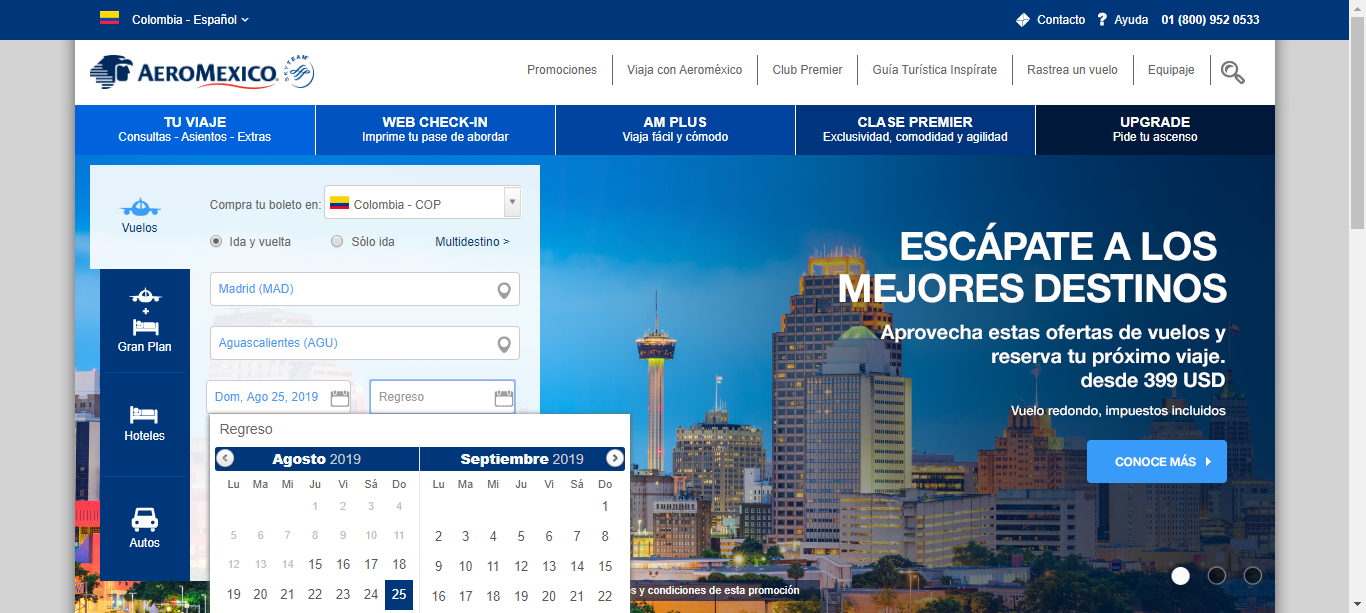 Colombia - Español
Contacto
Ayuda
01 (800) 952 0533
AEROMEXICO
SKYTEAM
Promociones
Viaja con Aeroméxico
Club Premier
Guía Turística Inspírate
Rastrea un vuelo
Equipaje
TU VIAJE
Consultas - Asientos - Extras
WEB CHECK-IN
Imprime tu pase de abordar
AM PLUS
Viaja fácil y cómodo
CLASE PREMIER
Exclusividad, comodidad y agilidad
UPGRADE
Pide tu ascenso
Vuelos
Gran Plan
Hoteles
Autos
Compra tu boleto en:
Colombia - COP
Ida y vuelta
Sólo ida
Multidestino >
Madrid (MAD)
Aguascalientes (AGU)
Dom, Ago 25, 2019
Regreso
Regreso
Agosto 2019
Lu Ma Mi Ju Vi Sá Do
1 2 3 4
5 6 7 8 9 10 11
12 13 14 15 16 17 18
19 20 21 22 23 24 25
Septiembre 2019
Lu Ma Mi Ju Vi Sá Do
1
2 3 4 5 6 7 8
9 10 11 12 13 14 15
16 17 18 19 20 21 22
ESCÁPATE A LOS
MEJORES DESTINOS
Aprovecha estas ofertas de vuelos y
reserva tu próximo viaje.
desde 399 USD
Vuelo redondo, impuestos incluidos
CONOCE MÁS
s y condiciones de esta promoción